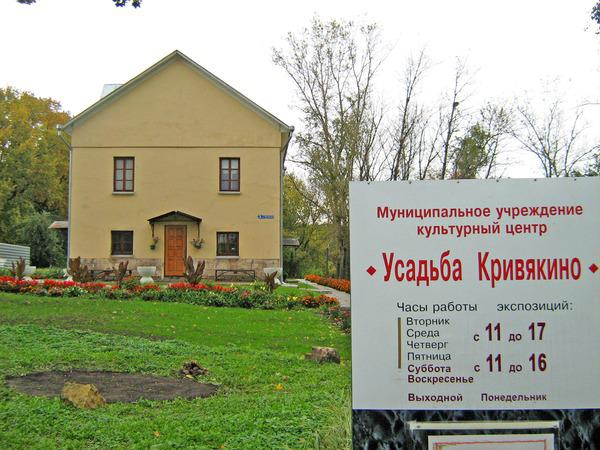 Муниципальное учреждение
культурный центр
Усадьба Кривякино
Часы работы экспозиций:
Вторник
Среда
Четверг
Пятница
с 11 до 17
Суббота
Воскресенье
с 11 до 16
Выходной Понедельник